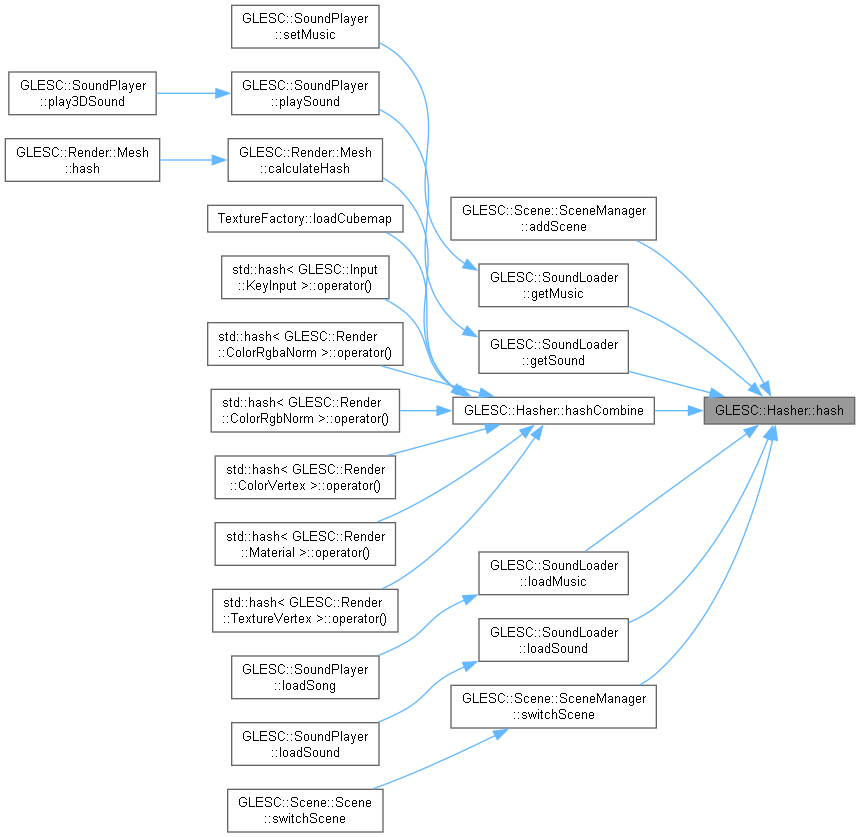 GLESC::SoundPlayer
::setMusic
GLESC::SoundPlayer
::play3DSound
GLESC::SoundPlayer
::playSound
GLESC::Render::Mesh
::hash
GLESC::Render::Mesh
::calculateHash
TextureFactory::loadCubemap
GLESC::Scene::SceneManager
::addScene
std::hash< GLESC::Input
::KeyInput >::operator()
GLESC::SoundLoader
::getMusic
std::hash< GLESC::Render
::ColorRgbaNorm >::operator()
GLESC::SoundLoader
::getSound
std::hash< GLESC::Render
::ColorRgbNorm >::operator()
GLESC::Hasher::hashCombine
GLESC::Hasher::hash
std::hash< GLESC::Render
::ColorVertex >::operator()
std::hash< GLESC::Render
::Material >::operator()
GLESC::SoundLoader
::loadMusic
std::hash< GLESC::Render
::TextureVertex >::operator()
GLESC::SoundLoader
::loadSound
GLESC::SoundPlayer
::loadSong
GLESC::Scene::SceneManager
::switchScene
GLESC::SoundPlayer
::loadSound
GLESC::Scene::Scene
::switchScene